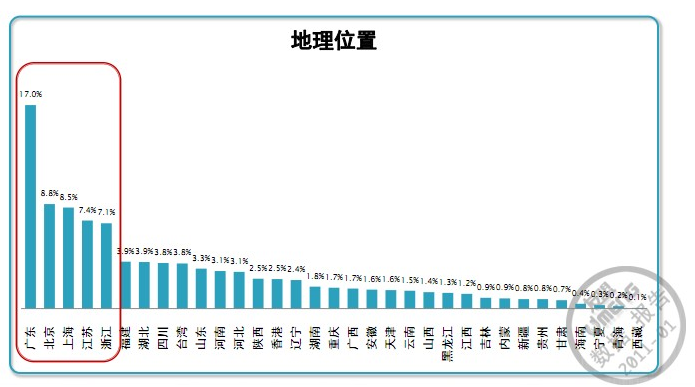 地理位置
17.0%
8.8%
8.5%
7.4%
7.1%
3.9%
3.9%
3.8%
3.8%
3.3%
3.1%
3.1%
2.5%
2.5%
2.4%
1.8%
1.7%
1.7%
1.6%
1.6%
1.5%
1.4%
1.3%
1.2%
0.9%
0.9%
0.8%
0.8%
0.7%
0.4%
0.3%
0.2%
0.1%
广东
北京
上海
江苏
浙江
福建
湖北
四川
台湾
山东
河南
河北
陕西
香港
辽宁
湖南
重庆
广西
安徽
天津
云南
山西
黑龙江
江西
吉林
内蒙
新疆
贵州
甘肃
海南
宁夏
青海
西藏
报告
2011-01